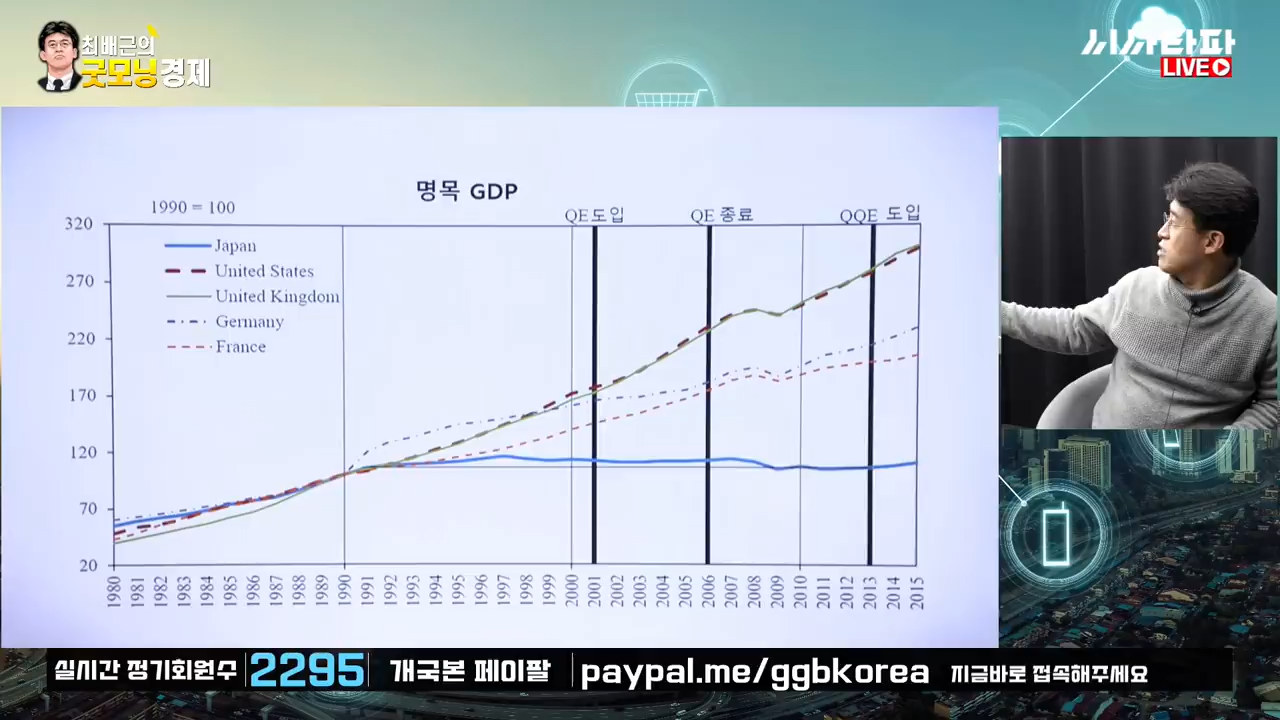 최배근의
굿모닝경제
시사타파
LIVE
명목 GDP
1990 = 100
QE도입
QE 종료
QQE 도입
320
270
220
170
120
70
20
Japan
United States
United Kingdom
Germany
France
1980 1981 1982 1983 1984 1985 1986 1987 1988 1989 1990 1991 1992 1993 1994 1995 1996 1997 1998 1999 2000 2001 2002 2003 2004 2005 2006 2007 2008 2009 2010 2011 2012 2013 2014 2015
실시간 정기회원수 2295 개국본 페이팔 paypal.me/ggbkorea 지금바로 접속해주세요